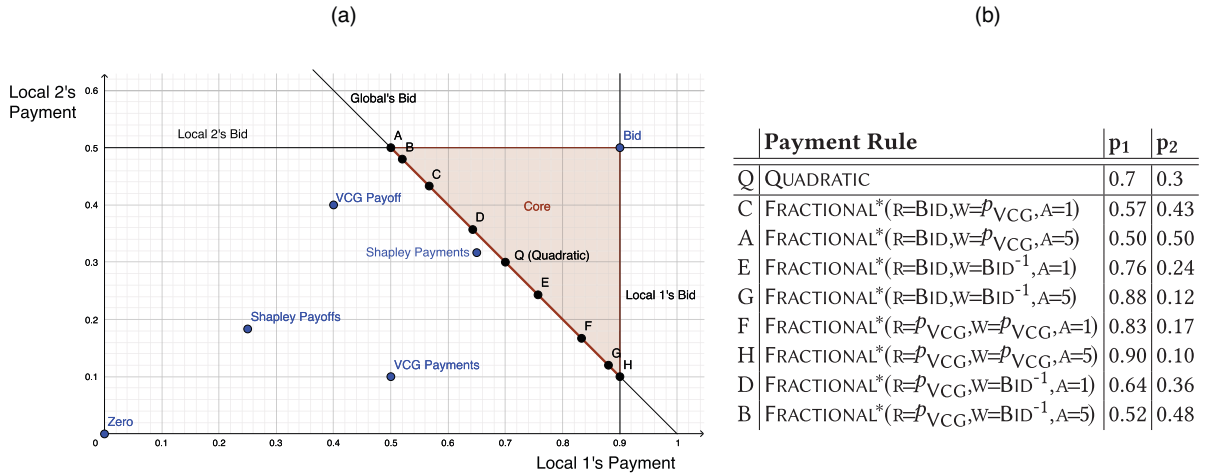 (a)
(b)
Local 2's
Payment
0.6
Global's Bid
Local 2's Bid
A
Bid
0.5
B
C
VCG Payoff
0.4
Core
D
Shapley Payments
Q (Quadratic)
0.3
E
Local 1's Bid
Shapley Payoffs
F
0.2
G
VCG Payments
H
0.1
Zero
0 0.1 0.2 0.3 0.4 0.5 0.6 0.7 0.8 0.9 1
Local 1's Payment
Payment Rule p1 p2
Q QUADRATIC 0.7 0.3
C FRACTIONAL*(R=BID,W=pVCG,A=1) 0.57 0.43
A FRACTIONAL*(R=BID,W=pVCG,A=5) 0.50 0.50
E FRACTIONAL*(R=BID,W=BID-1,A=1) 0.76 0.24
G FRACTIONAL*(R=BID,W=BID-1,A=5) 0.88 0.12
F FRACTIONAL*(R=pVCG,W=pVCG,A=1) 0.83 0.17
H FRACTIONAL*(R=pVCG,W=pVCG,A=5) 0.90 0.10
D FRACTIONAL*(R=pVCG,W=BID-1,A=1) 0.64 0.36
B FRACTIONAL*(R=pVCG,W=BID-1,A=5) 0.52 0.48